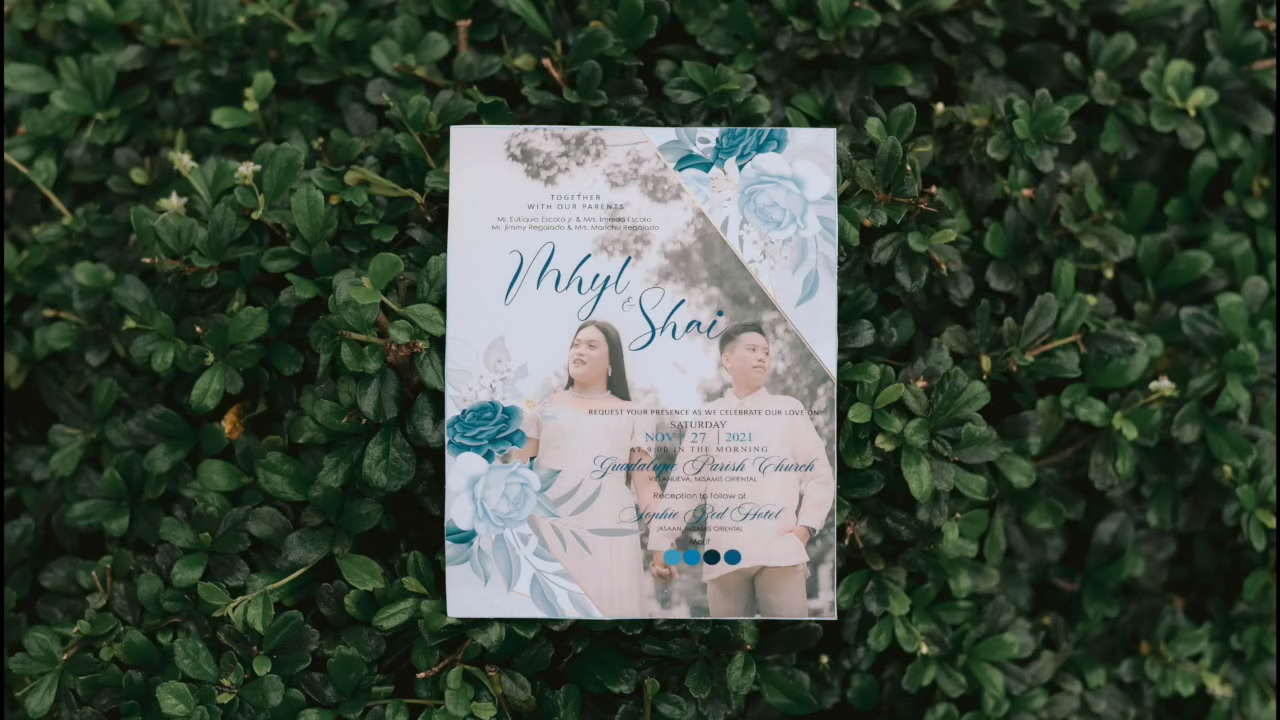 TOGETHER
WITH OUR PARENTS
Mr. Eutiquio Escoto jr. & Mrs. Imelda Escoto
Mr. Jimmy Regalado & Mrs. Marichu Regalado
Mhyl
&
Shai
REQUEST YOUR PRESENCE AS WE CELEBRATE OUR LOVE ON
SATURDAY
NOV | 27 | 2021
AT 9:00 IN THE MORNING
Guadalupe Parish Church
VILLANUEVA, MISAMIS ORIENTAL
Reception to follow at
Sophie Red Hotel
JASAAN, MISAMIS ORIENTAL
Motif